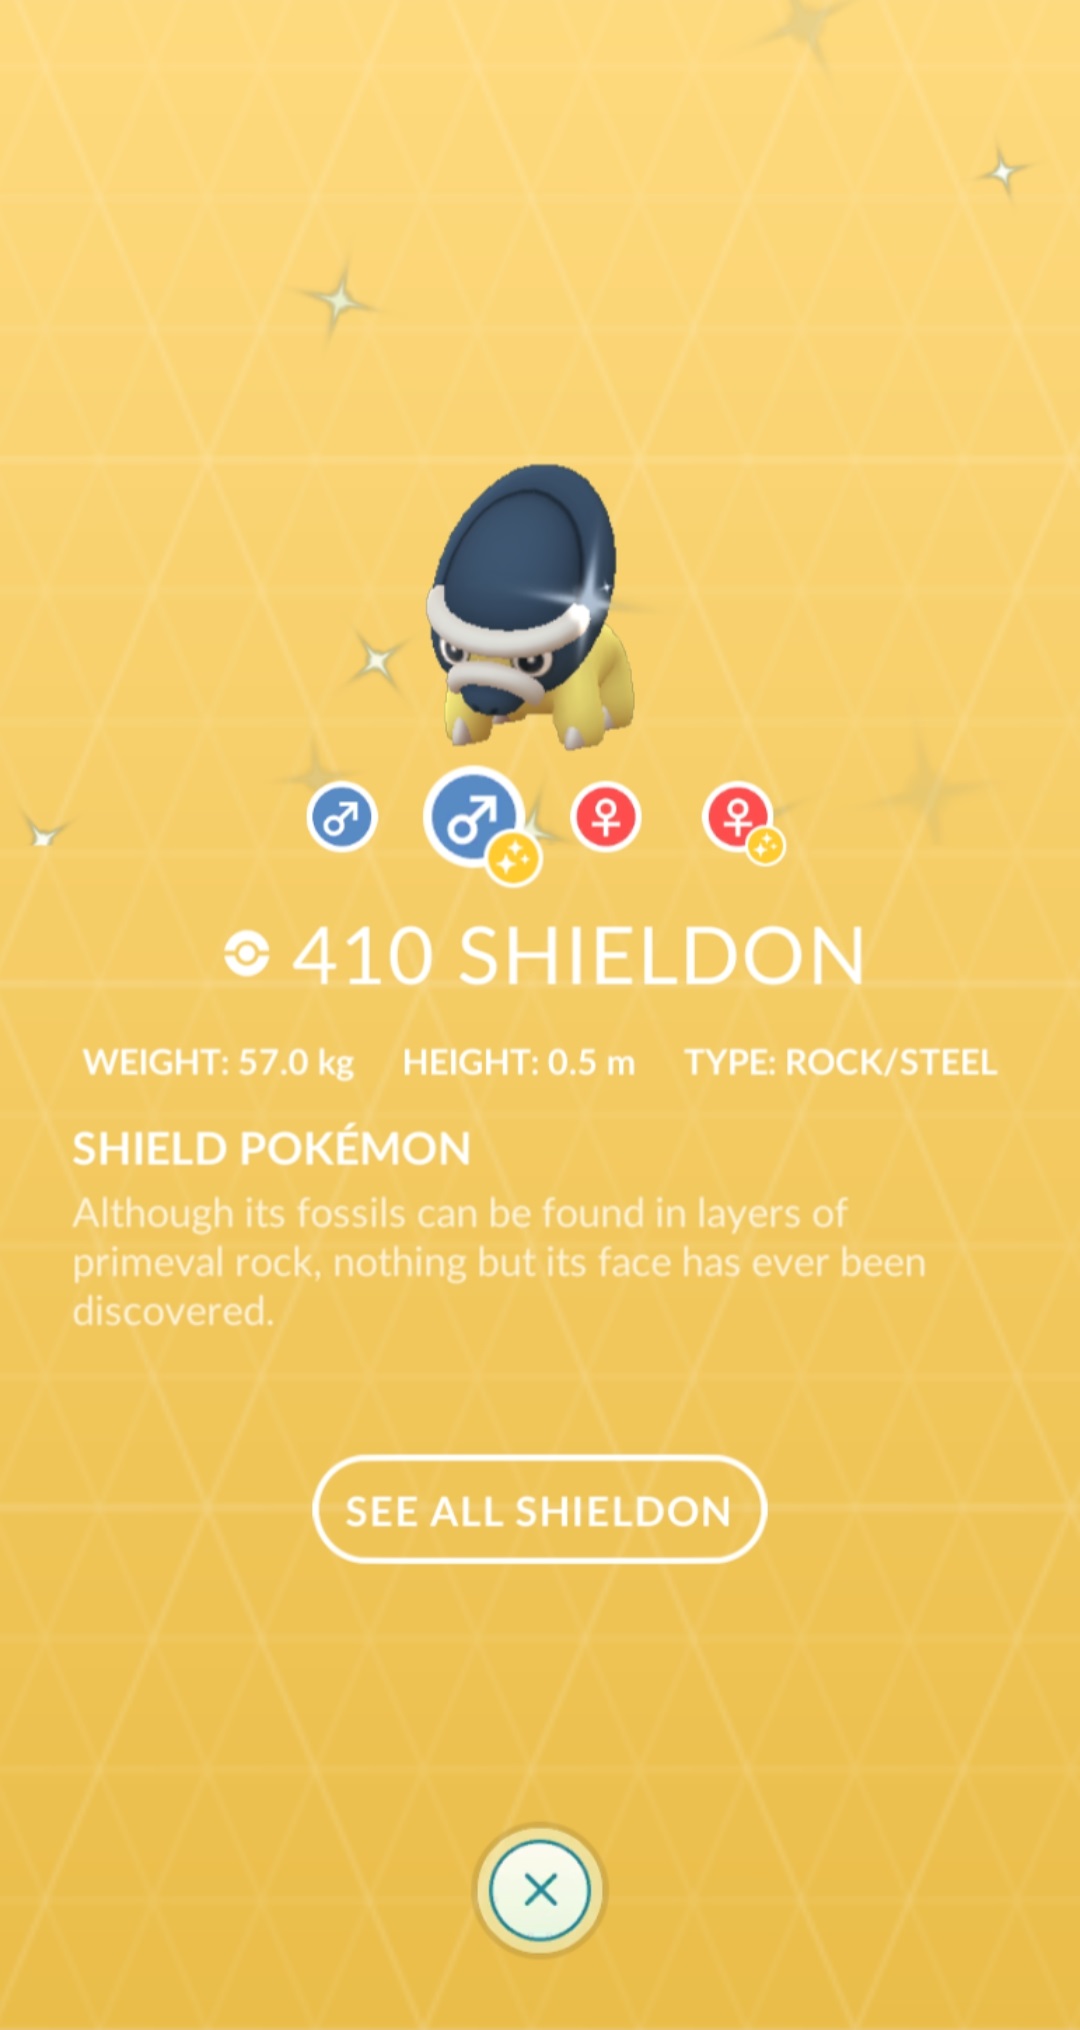 410 SHIELDON
WEIGHT: 57.0 kg HEIGHT: 0.5 m TYPE: ROCK/STEEL
SHIELD POKÉMON
Although its fossils can be found in layers of
primeval rock, nothing but its face has ever been
discovered.
SEE ALL SHIELDON